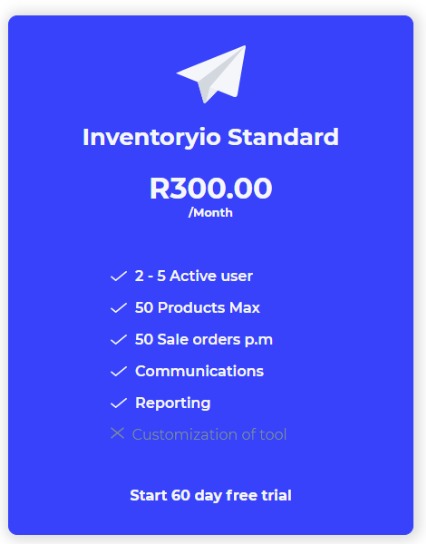 Inventoryio Standard
R300.00
/Month
2 - 5 Active user
50 Products Max
50 Sale orders p.m
Communications
Reporting
Customization of tool
Start 60 day free trial